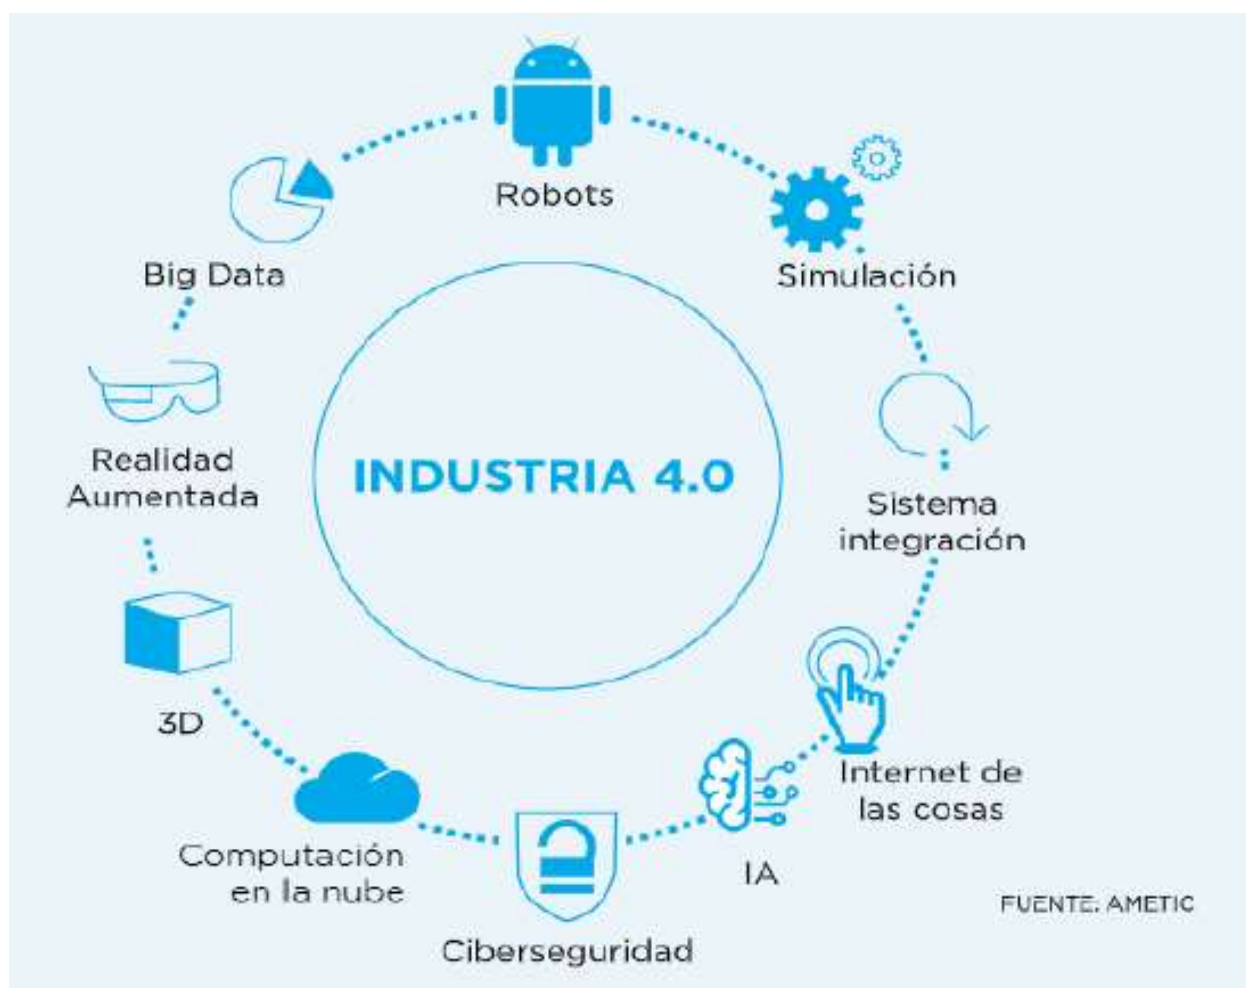 Robots
Big Data
Simulación
Realidad
Aumentada
INDUSTRIA 4.0
Sistema
integración
3D
Internet de
las cosas
Computación
en la nube
IA
Ciberseguridad
FUENTE. AMETIC